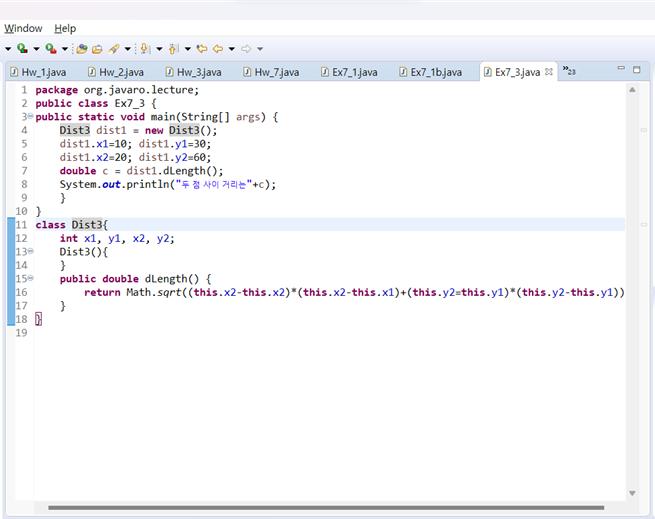 Window Help
Hw_1.java Hw_2.java Hw_3.java Hw_7.java Ex7_1.java Ex7_1b.java Ex7_3.java »23
1 package org.javaro.lecture;
2 public class Ex7_3 {
3 public static void main(String[] args) {
4 Dist3 dist1 = new Dist3();
5 dist1.x1=10; dist1.y1=30;
6 dist1.x2=20; dist1.y2=60;
7 double c = dist1.dLength();
8 System.out.println("두 점 사이 거리는"+c);
9 }
10 }
11 class Dist3{
12 int x1, y1, x2, y2;
13 Dist3(){
14 }
15 public double dLength() {
16 return Math.sqrt((this.x2-this.x2)*(this.x2-this.x1)+(this.y2=this.y1)*(this.y2-this.y1))
17 }
18 }
19